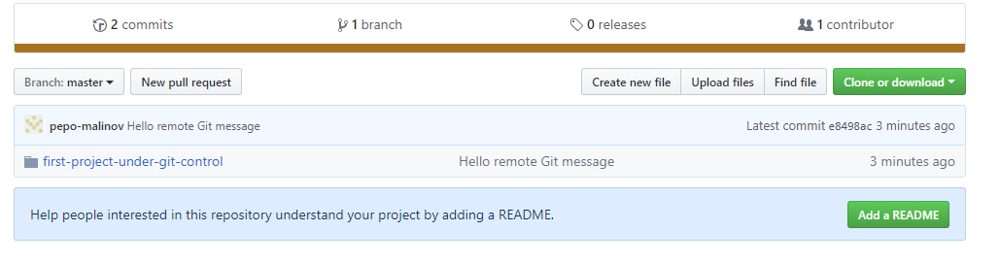 2 commits 1 branch 0 releases 1 contributor
Branch: master New pull request Create new file Upload files Find file Clone or download
pepo-malinov Hello remote Git message Latest commit e8498ac 3 minutes ago
first-project-under-git-control Hello remote Git message 3 minutes ago
Help people interested in this repository understand your project by adding a README. Add a README